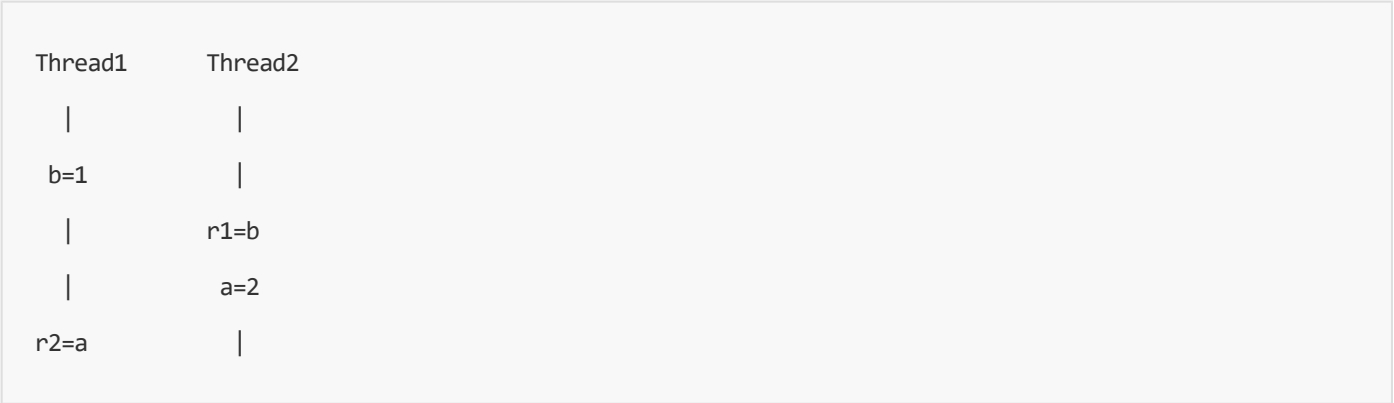 Thread1      Thread2
  |            |
 b=1           |
  |          r1=b
  |           a=2
r2=a           |